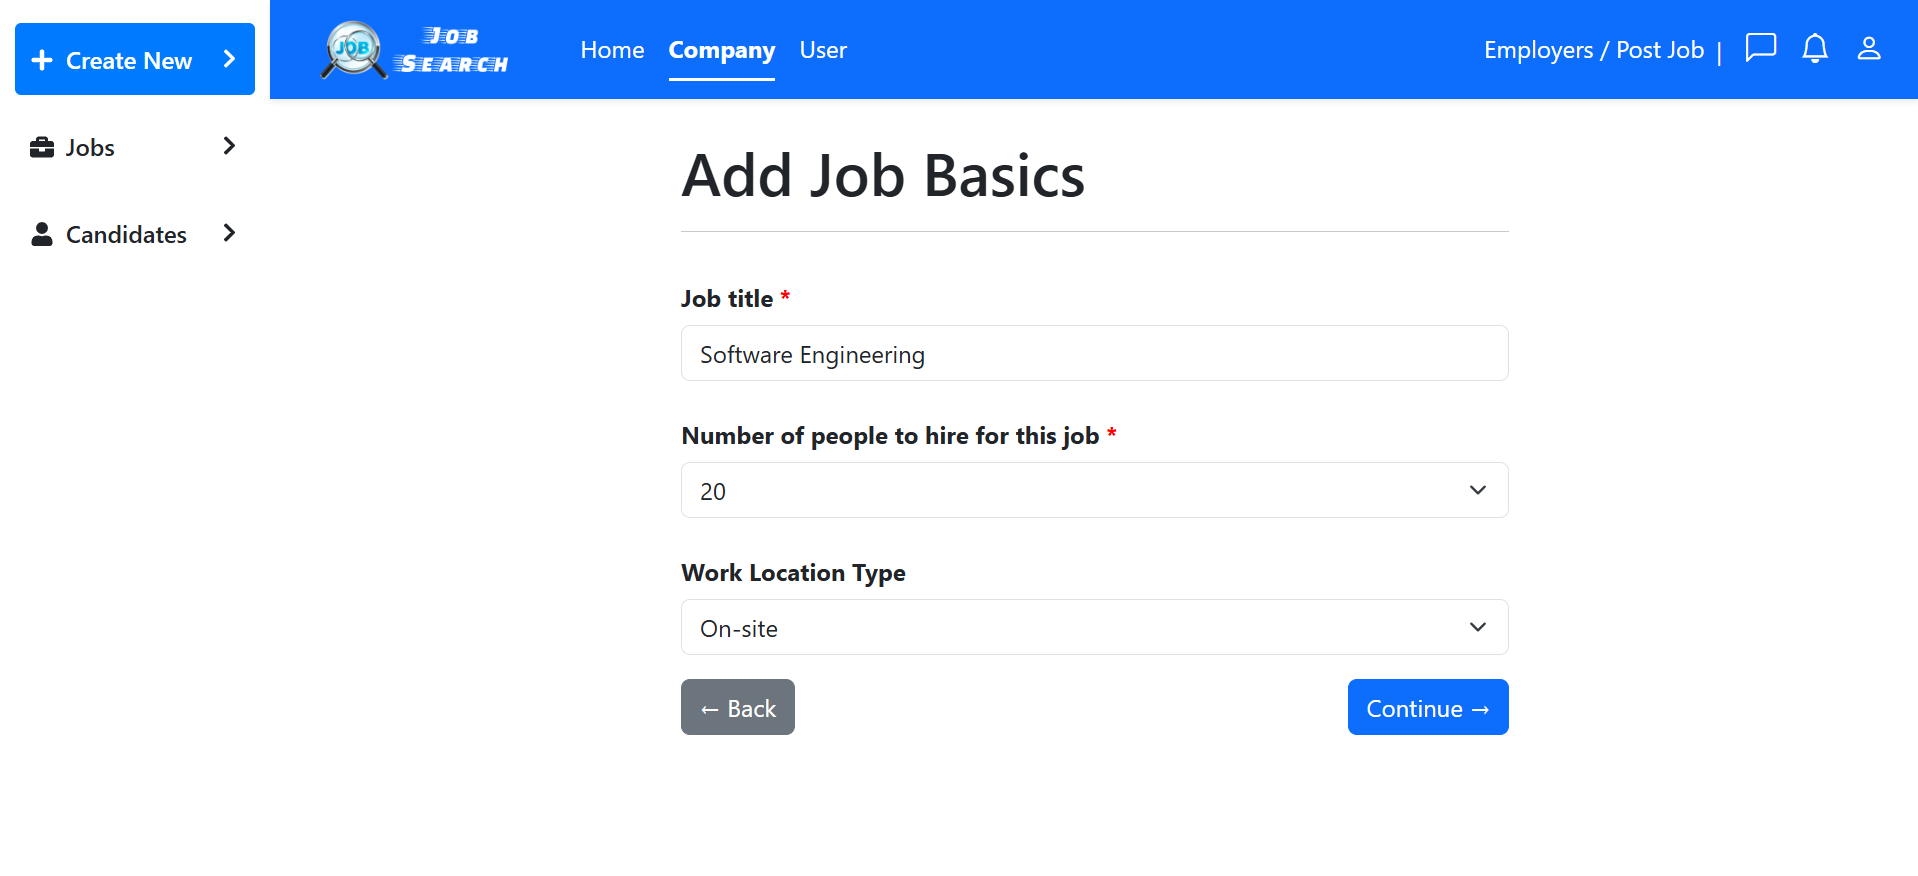 Create New
Jobs
Candidates
JOB
JOB
SEARCH
Home Company User
Employers / Post Job |
Add Job Basics
Job title *
Software Engineering
Number of people to hire for this job *
20
Work Location Type
On-site
← Back
Continue →